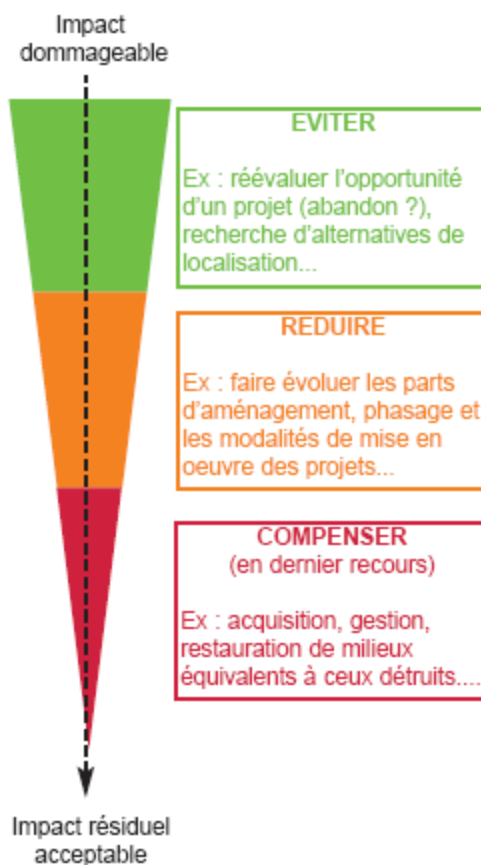 Impact
dommageable
EVITER
Ex : réévaluer l'opportunité
d'un projet (abandon ?),
recherche d'alternatives de
localisation...
REDUIRE
Ex : faire évoluer les parts
d'aménagement, phasage et
les modalités de mise en
oeuvre des projets...
COMPENSER
(en dernier recours)
Ex : acquisition, gestion,
restauration de milieux
équivalents à ceux détruits....
Impact résiduel
acceptable